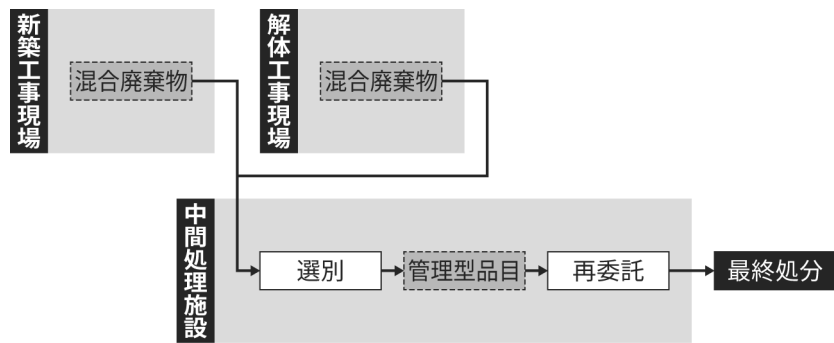 新築工事現場
混合廃棄物
解体工事現場
混合廃棄物
中間処理施設
選別
管理型品目
再委託
最終処分